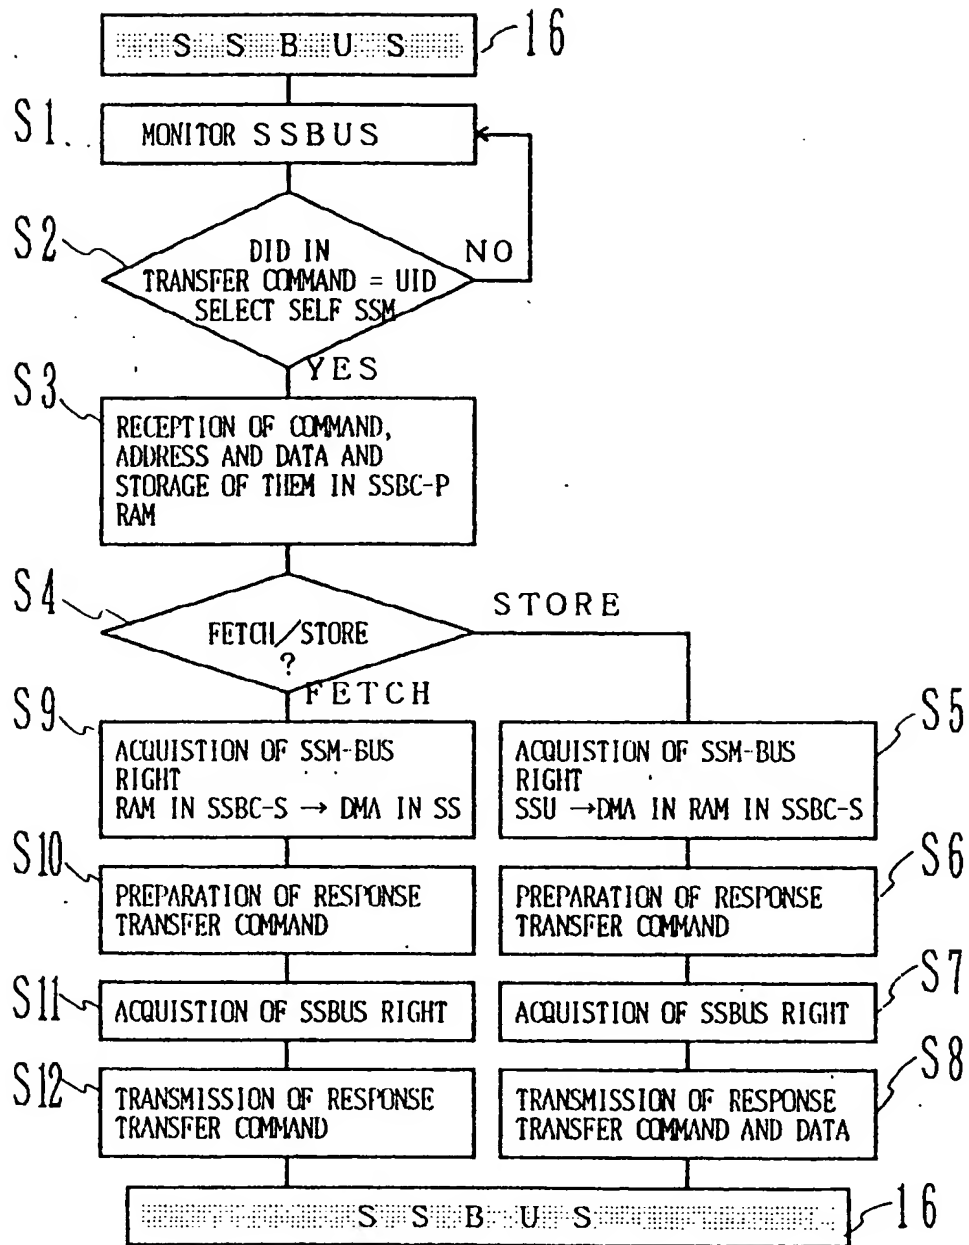 S S B U S
16
S1
MONITOR SSBUS
S2
DID IN
TRANSFER COMMAND = UID
SELECT SELF SSM
NO
YES
S3
RECEPTION OF COMMAND,
ADDRESS AND DATA AND
STORAGE OF THEM IN SSBC-P
RAM
S4
FETCH/STORE
?
STORE
FETCH
S9
ACQUISTION OF SSM-BUS
RIGHT
RAM IN SSBC-S → DMA IN SS
S5
ACQUISTION OF SSM-BUS
RIGHT
SSU → DMA IN RAM IN SSBC-S
S10
PREPARATION OF RESPONSE
TRANSFER COMMAND
S6
PREPARATION OF RESPONSE
TRANSFER COMMAND
S11
ACQUISTION OF SSBUS RIGHT
S7
ACQUISTION OF SSBUS RIGHT
S12
TRANSMISSION OF RESPONSE
TRANSFER COMMAND
S8
TRANSMISSION OF RESPONSE
TRANSFER COMMAND AND DATA
S S B U S
16